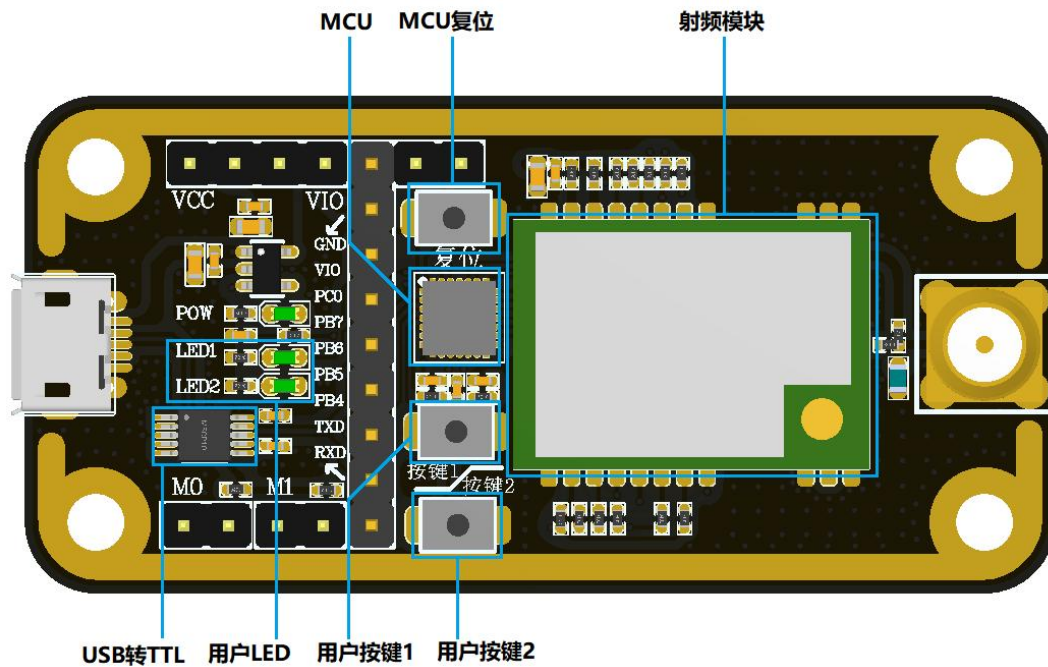 MCU
MCU复位
射频模块
VCC
VIO
GND
复位
VIO
PC0
POW
PB7
LED1
PB6
LED2
PB5
PB4
TXD
RXD
按键1
按键2
M0
M1
USB转TTL
用户LED
用户按键1
用户按键2